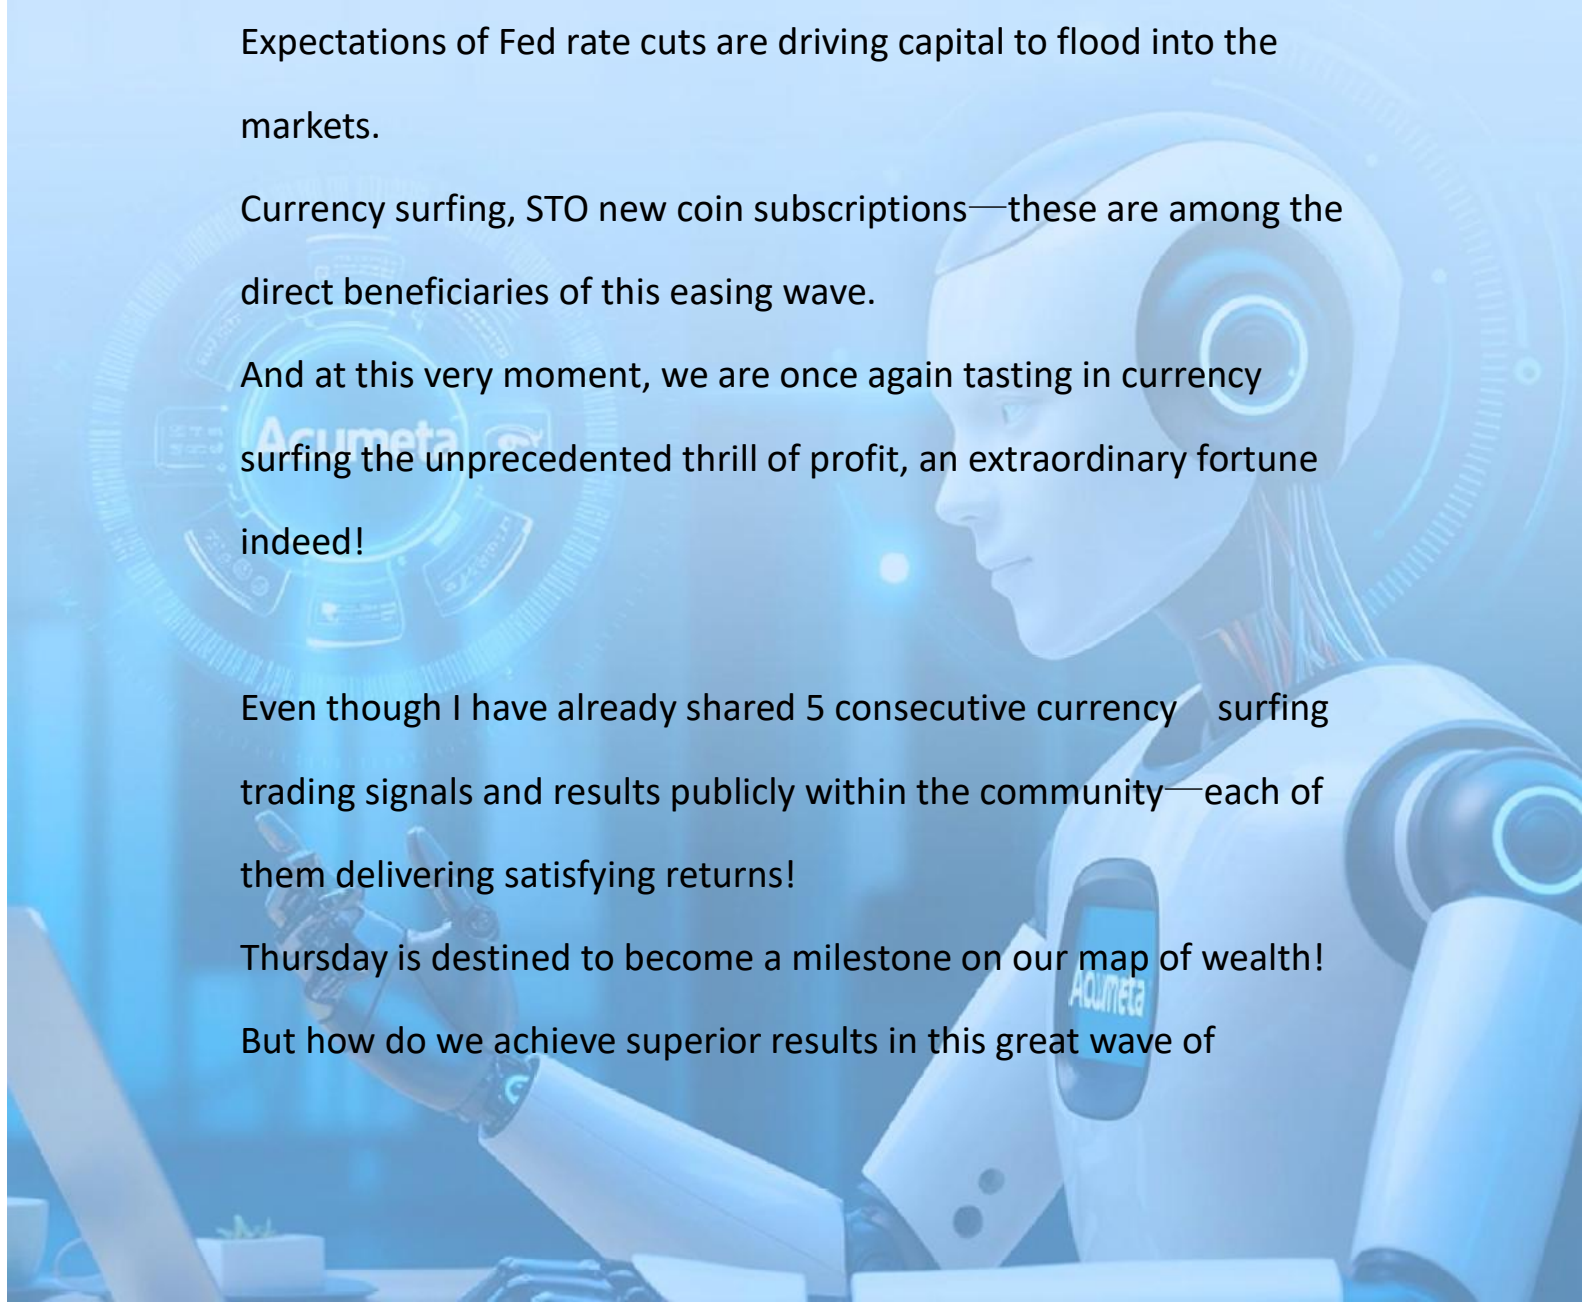 Expectations of Fed rate cuts are driving capital to flood into the
markets.
Currency surfing, STO new coin subscriptions—these are among the
direct beneficiaries of this easing wave.
And at this very moment, we are once again tasting in currency
Acumeta
surfing the unprecedented thrill of profit, an extraordinary fortune
indeed!
Even though I have already shared 5 consecutive currency surfing
trading signals and results publicly within the community—each of
them delivering satisfying returns!
Thursday is destined to become a milestone on our map of wealth!
Acumeta
But how do we achieve superior results in this great wave of